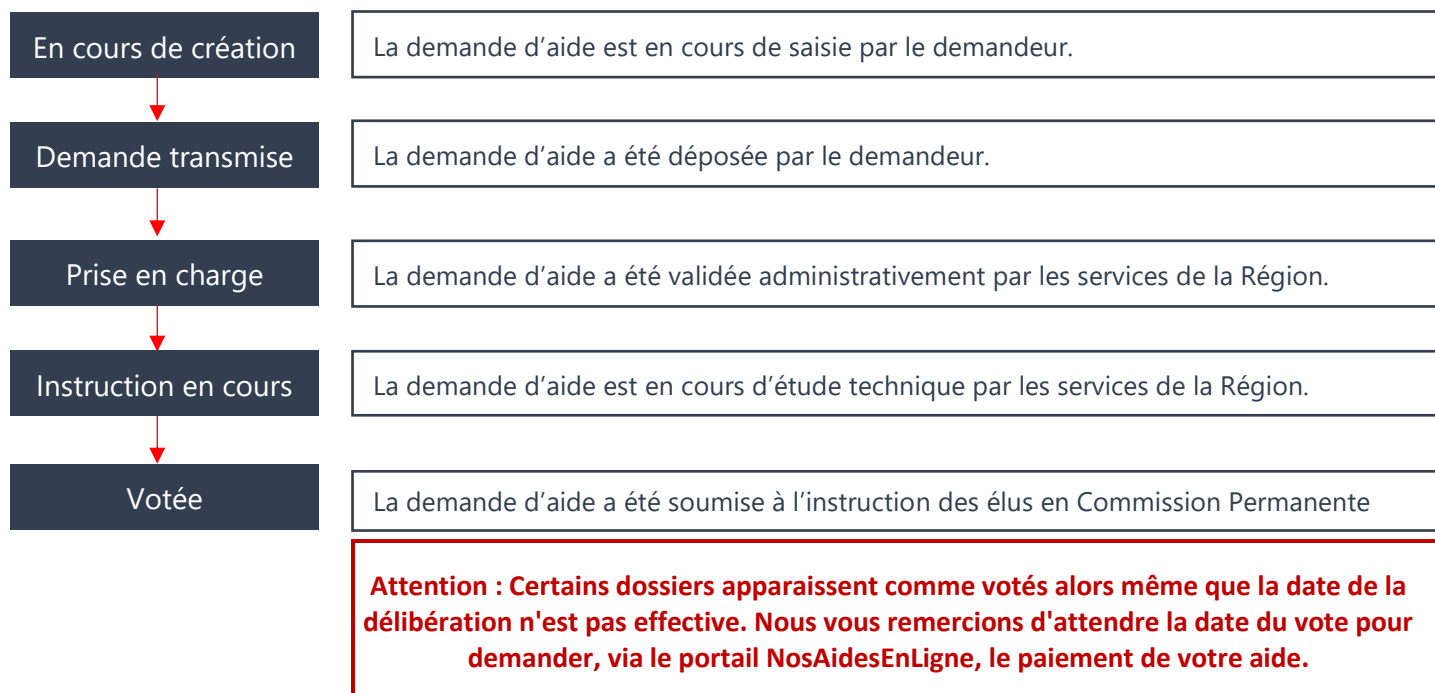 En cours de création
La demande d’aide est en cours de saisie par le demandeur.
Demande transmise
La demande d’aide a été déposée par le demandeur.
Prise en charge
La demande d’aide a été validée administrativement par les services de la Région.
Instruction en cours
La demande d’aide est en cours d’étude technique par les services de la Région.
Votée
La demande d’aide a été soumise à l’instruction des élus en Commission Permanente
Attention : Certains dossiers apparaissent comme votés alors même que la date de la
délibération n'est pas effective. Nous vous remercions d'attendre la date du vote pour
demander, via le portail NosAidesEnLigne, le paiement de votre aide.